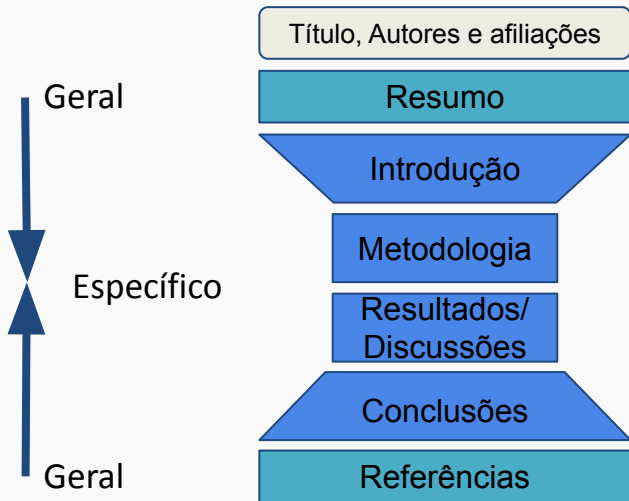 Título, Autores e afiliações
Geral
Resumo
Introdução
Metodologia
Específico
Resultados/
Discussões
Conclusões
Geral
Referências